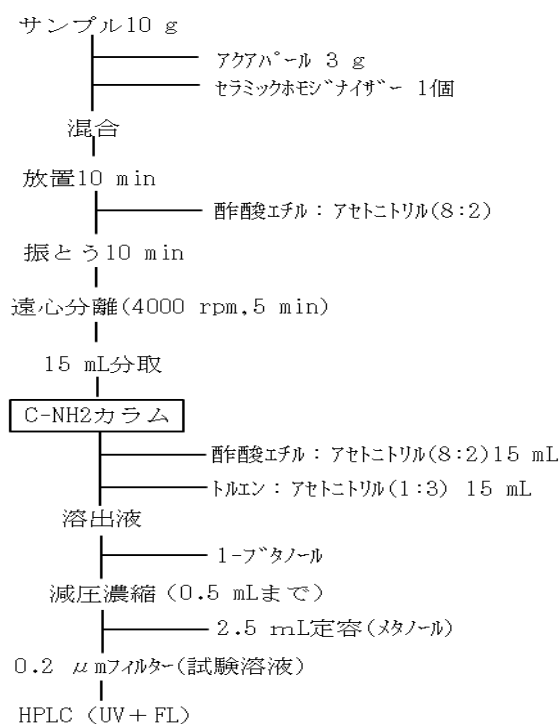 サンプル10 g
アクアパール 3 g
セラミックホモジナイザー 1個
混合
放置10 min
酢酸エチル：アセトニトリル(8:2)
振とう10 min
遠心分離(4000 rpm,5 min)
15 mL分取
C-NH2カラム
酢酸エチル：アセトニトリル(8:2)15 mL
トルエン：アセトニトリル(1:3) 15 mL
溶出液
1-ブタノール
減圧濃縮（0.5 mLまで）
2.5 mL定容(メタノール)
0.2 μmフィルター(試験溶液)
HPLC（UV＋FL）